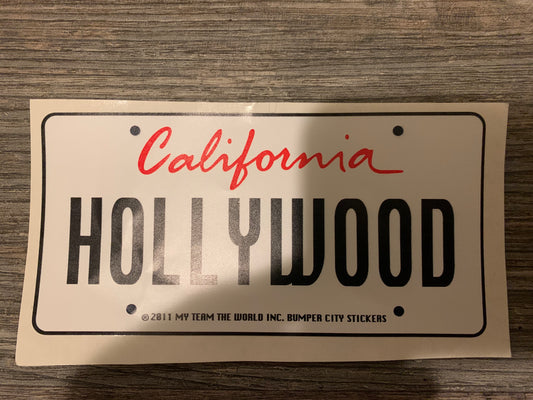 California
HOLLYWOOD
© 2011 MY TEAM THE WORLD INC. BUMPER CITY STICKERS